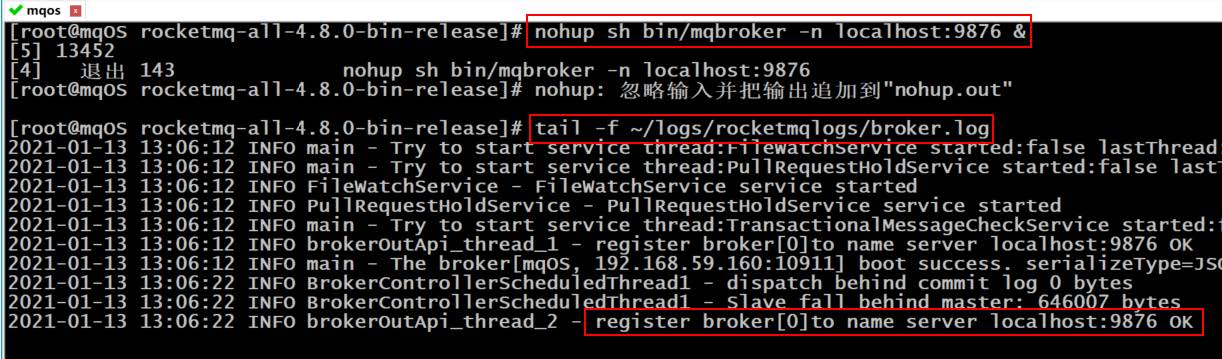 mqos
[root@mqOS rocketmq-all-4.8.0-bin-release]# nohup sh bin/mqbroker -n localhost:9876 &
[5] 13452
[4] 退出 143 nohup sh bin/mqbroker -n localhost:9876
[root@mqOS rocketmq-all-4.8.0-bin-release]# nohup: 忽略输入并把输出追加到"nohup.out"
[root@mqOS rocketmq-all-4.8.0-bin-release]# tail -f ~/logs/rocketmqlogs/broker.log
2021-01-13 13:06:12 INFO main - Try to start service thread:FileWatchService started:false lastThread:
2021-01-13 13:06:12 INFO main - Try to start service thread:PullRequestHoldService started:false last
2021-01-13 13:06:12 INFO FileWatchService - FileWatchService service started
2021-01-13 13:06:12 INFO PullRequestHoldService - PullRequestHoldService service started
2021-01-13 13:06:12 INFO main - Try to start service thread:TransactionalMessageCheckService started:
2021-01-13 13:06:12 INFO brokerOutApi_thread_1 - register broker[0]to name server localhost:9876 OK
2021-01-13 13:06:12 INFO main - The broker[mqOS, 192.168.59.160:10911] boot success. serializeType=JSO
2021-01-13 13:06:22 INFO BrokerControllerScheduledThread1 - dispatch behind commit log 0 bytes
2021-01-13 13:06:22 INFO BrokerControllerScheduledThread1 - Slave fall behind master: 646007 bytes
2021-01-13 13:06:22 INFO brokerOutApi_thread_2 - register broker[0]to name server localhost:9876 OK